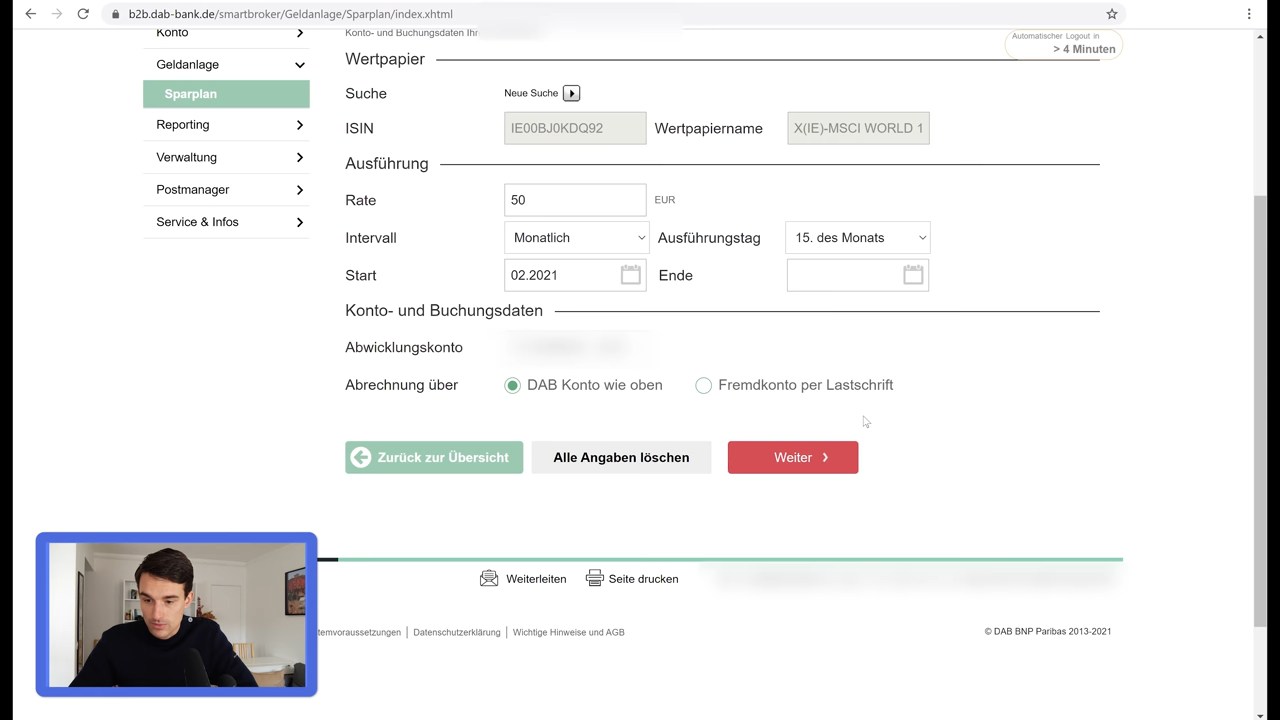 b2b.dab-bank.de/smartbroker/Geldanlage/Sparplan/index.xhtml
Konto
Geldanlage
Sparplan
Reporting
Verwaltung
Postmanager
Service & Infos
Konto- und Buchungsdaten Ihr
Automatischer Logout in
> 4 Minuten
Wertpapier
Suche Neue Suche
ISIN IE00BJ0KDQ92 Wertpapiername X(IE)-MSCI WORLD 1
Ausführung
Rate 50 EUR
Intervall Monatlich Ausführungstag 15. des Monats
Start 02.2021 Ende
Konto- und Buchungsdaten
Abwicklungskonto
Abrechnung über DAB Konto wie oben Fremdkonto per Lastschrift
Zurück zur Übersicht Alle Angaben löschen Weiter
Weiterleiten Seite drucken
temvoraussetzungen | Datenschutzerklärung | Wichtige Hinweise und AGB
© DAB BNP Paribas 2013-2021